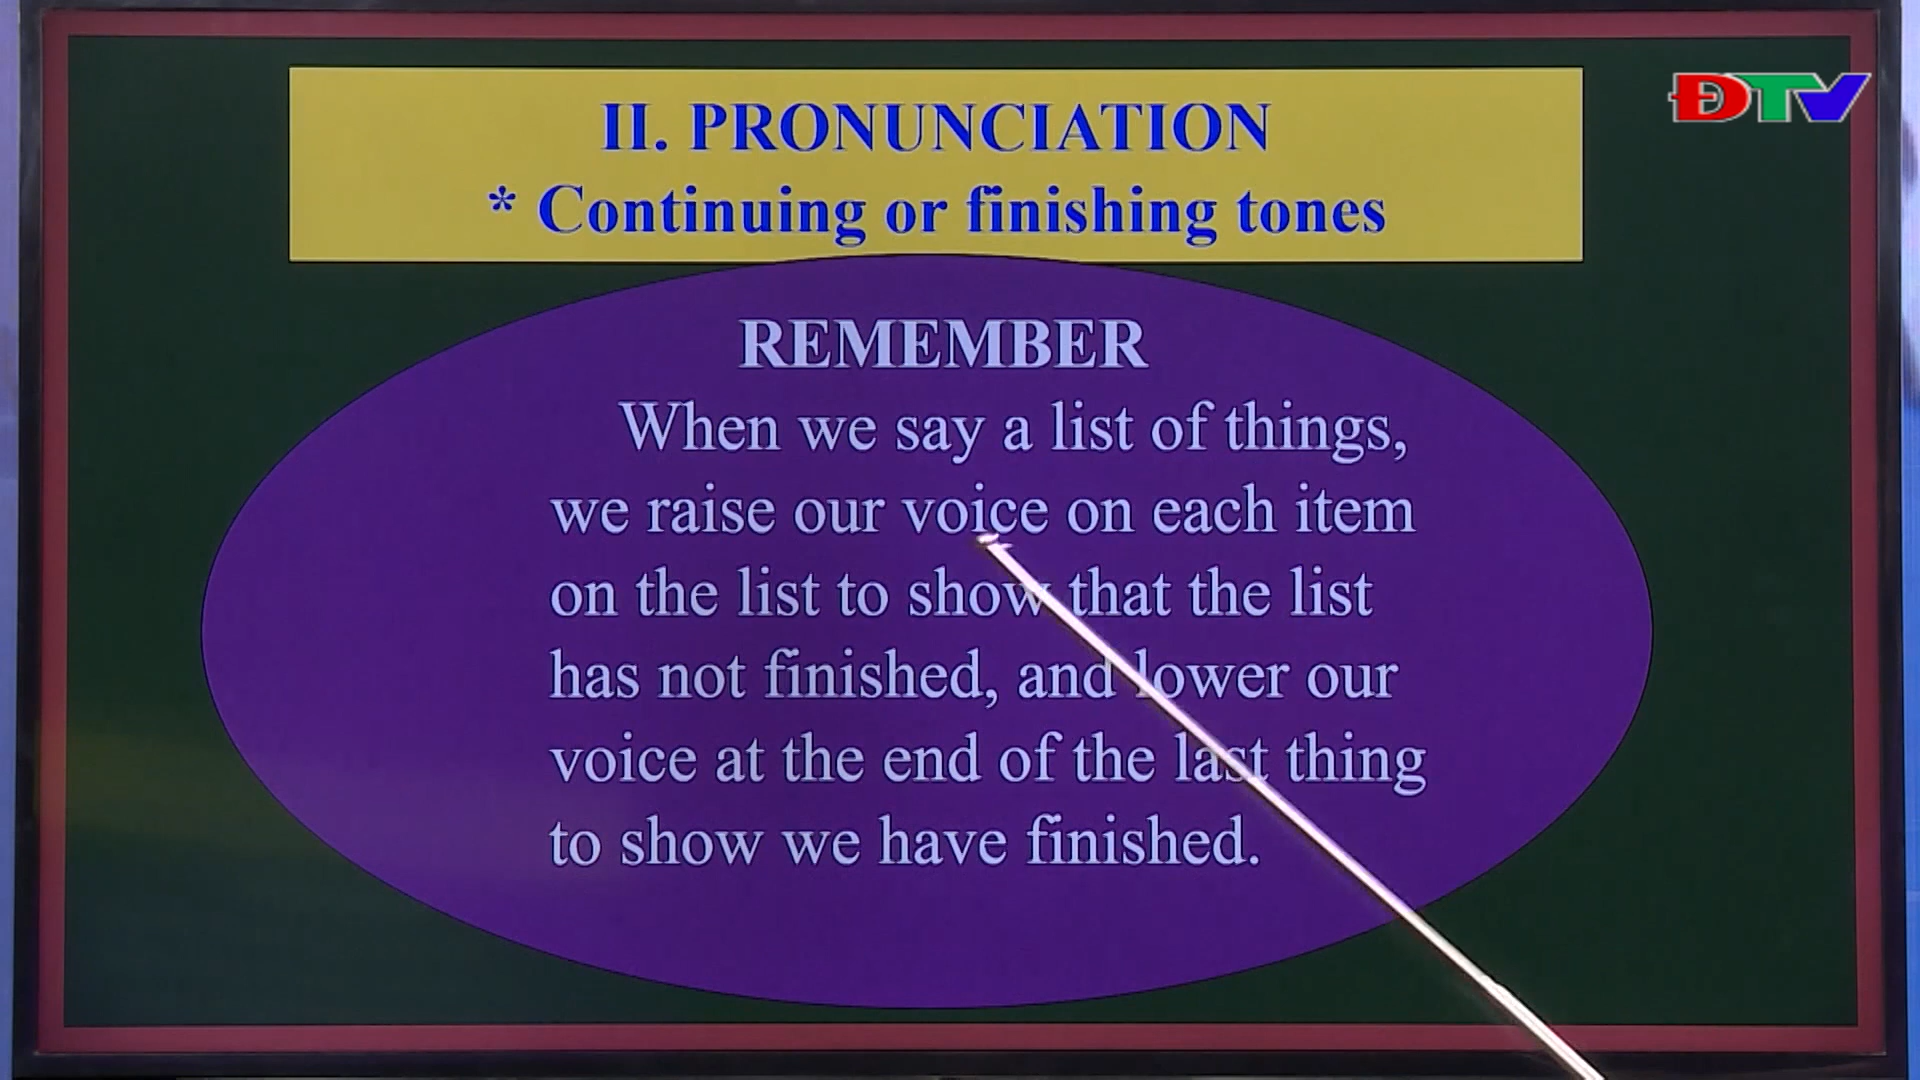 II. PRONUNCIATION
* Continuing or finishing tones
ĐTV
REMEMBER
When we say a list of things,
we raise our voice on each item
on the list to show that the list
has not finished, and lower our
voice at the end of the last thing
to show we have finished.